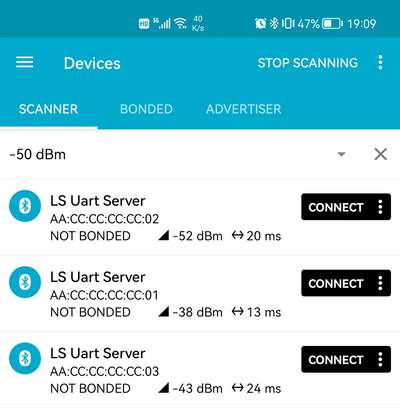 HD 5G 40 K/s 47% 19:09
Devices STOP SCANNING
SCANNER BONDED ADVERTISER
-50 dBm
LS Uart Server
AA:CC:CC:CC:CC:02
CONNECT
NOT BONDED -52 dBm 20 ms
LS Uart Server
AA:CC:CC:CC:CC:01
CONNECT
NOT BONDED -38 dBm 13 ms
LS Uart Server
AA:CC:CC:CC:CC:03
CONNECT
NOT BONDED -43 dBm 24 ms